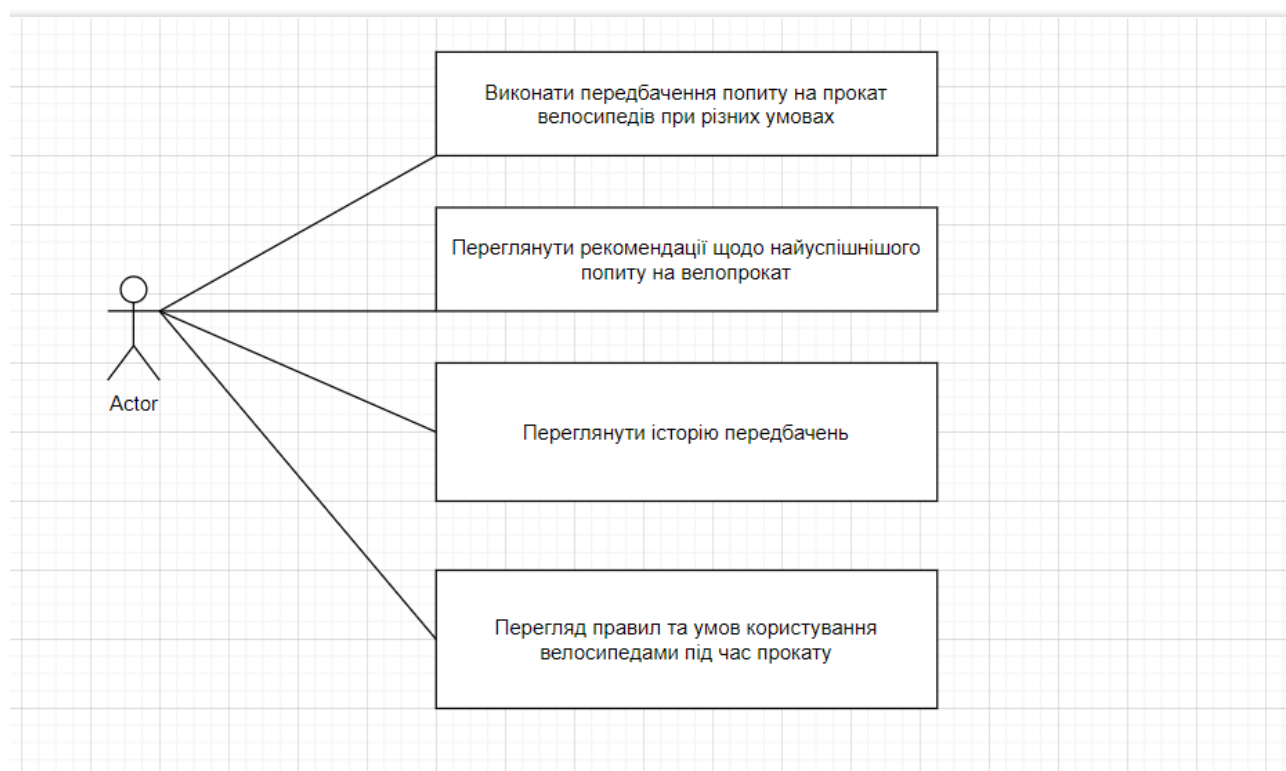 Виконати передбачення попиту на прокат
велосипедів при різних умовах
Переглянути рекомендації щодо найуспішнішого
попиту на велопрокат
Actor
Переглянути історію передбачень
Перегляд правил та умов користування
велосипедами під час прокату